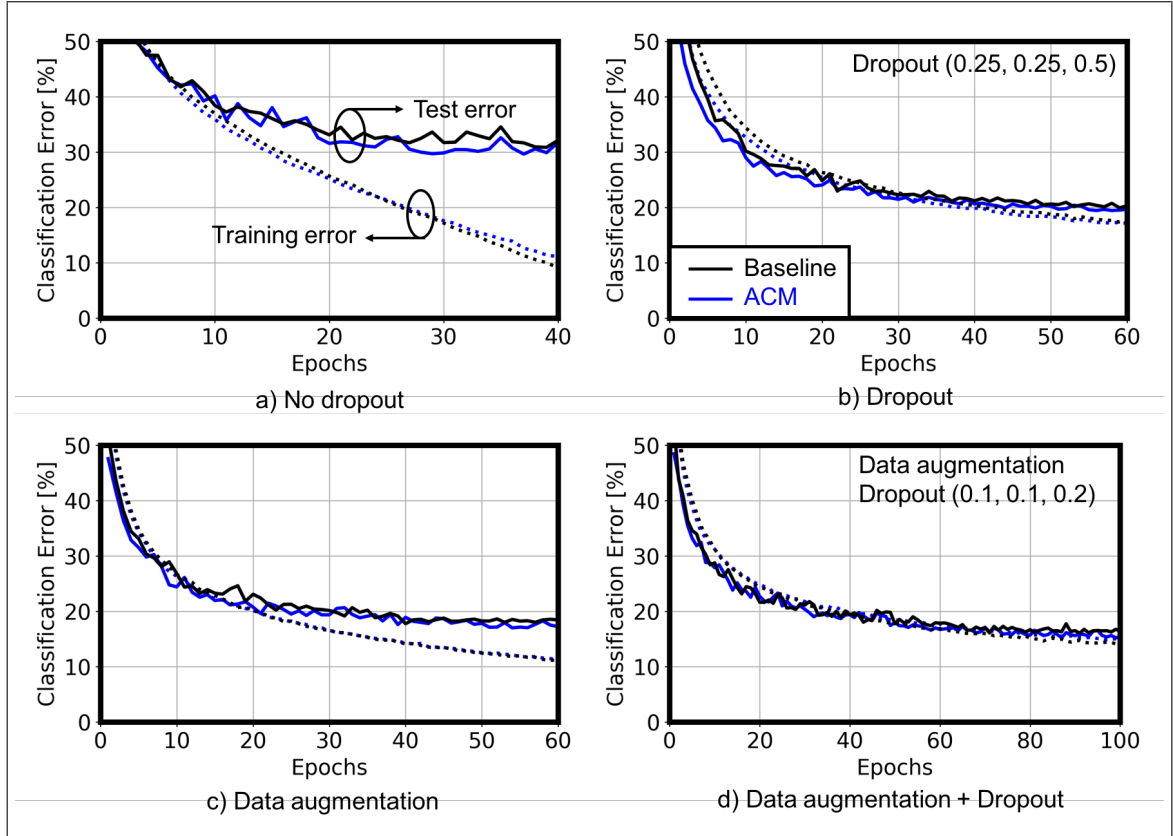 50
40
30
20
10
0
Classification Error [%]
Test error
Training error
0 10 20 30 40
Epochs
a) No dropout
50
40
30
20
10
0
Classification Error [%]
Dropout (0.25, 0.25, 0.5)
Baseline
ACM
0 10 20 30 40 50 60
Epochs
b) Dropout
50
40
30
20
10
0
Classification Error [%]
0 10 20 30 40 50 60
Epochs
c) Data augmentation
50
40
30
20
10
0
Classification Error [%]
Data augmentation
Dropout (0.1, 0.1, 0.2)
0 20 40 60 80 100
Epochs
d) Data augmentation + Dropout